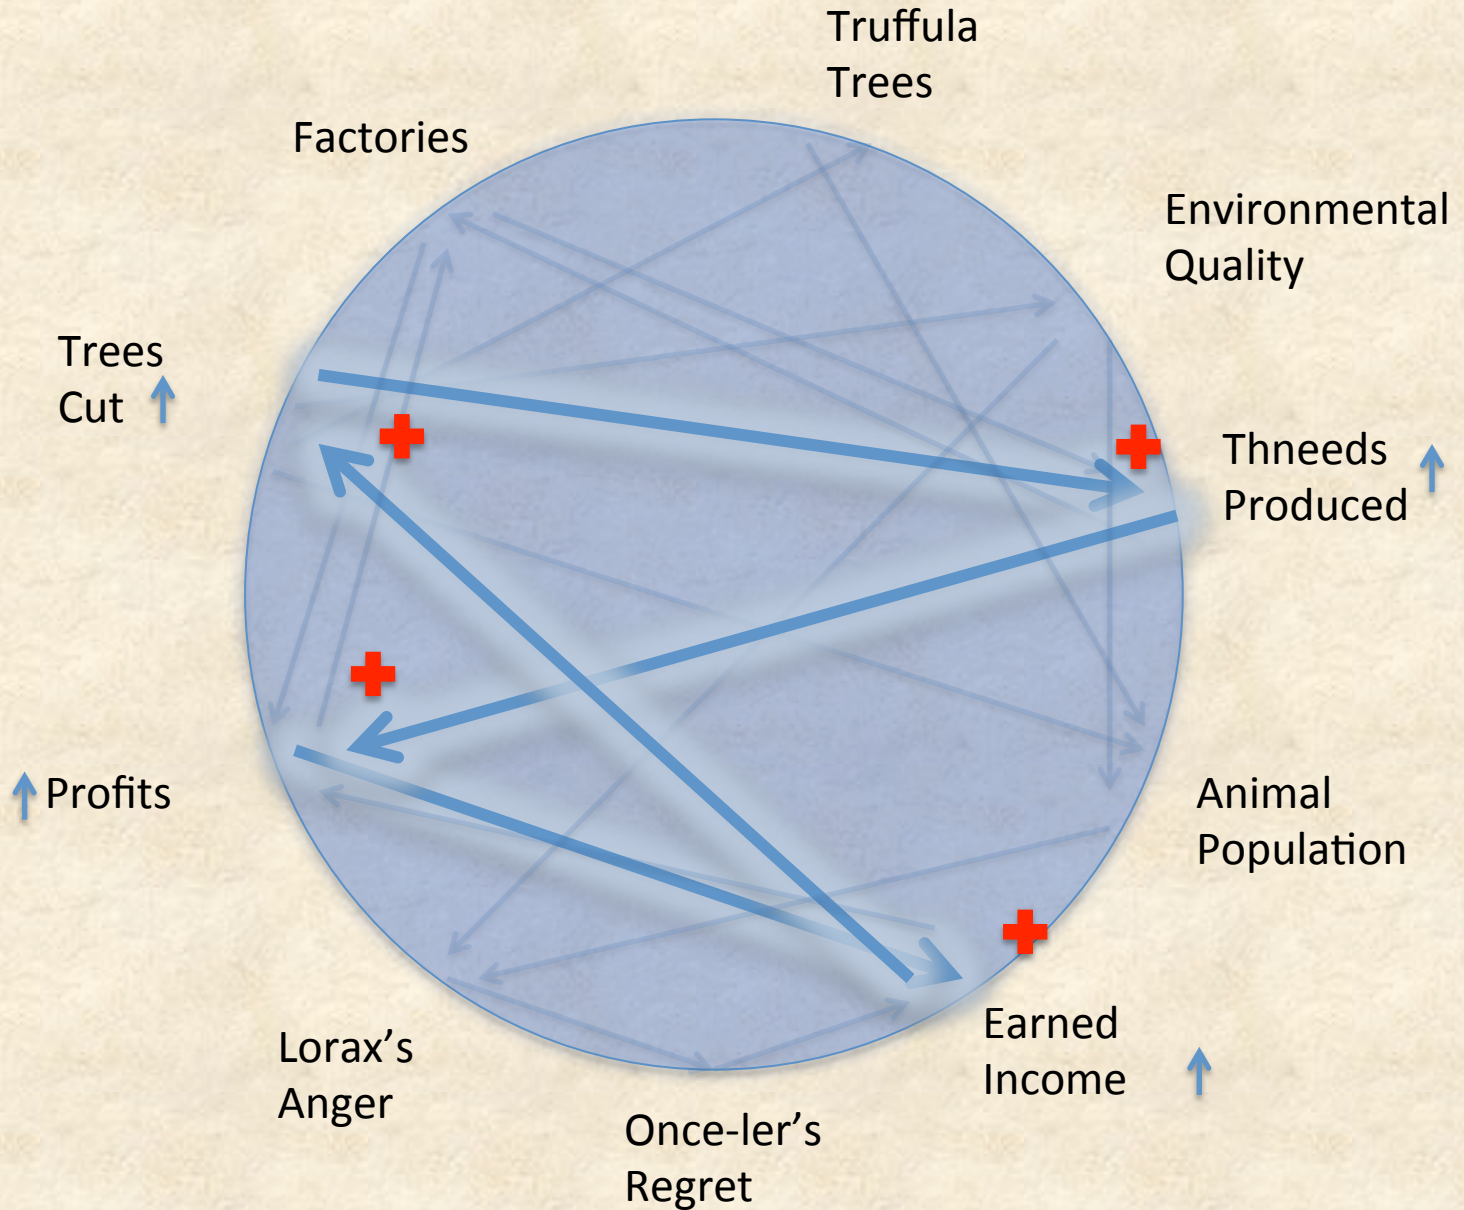 Truffula
Trees
Factories
Environmental
Quality
Trees
Cut
Thneeds
Produced
Profits
Animal
Population
Earned
Income
Lorax’s
Anger
Once-ler’s
Regret